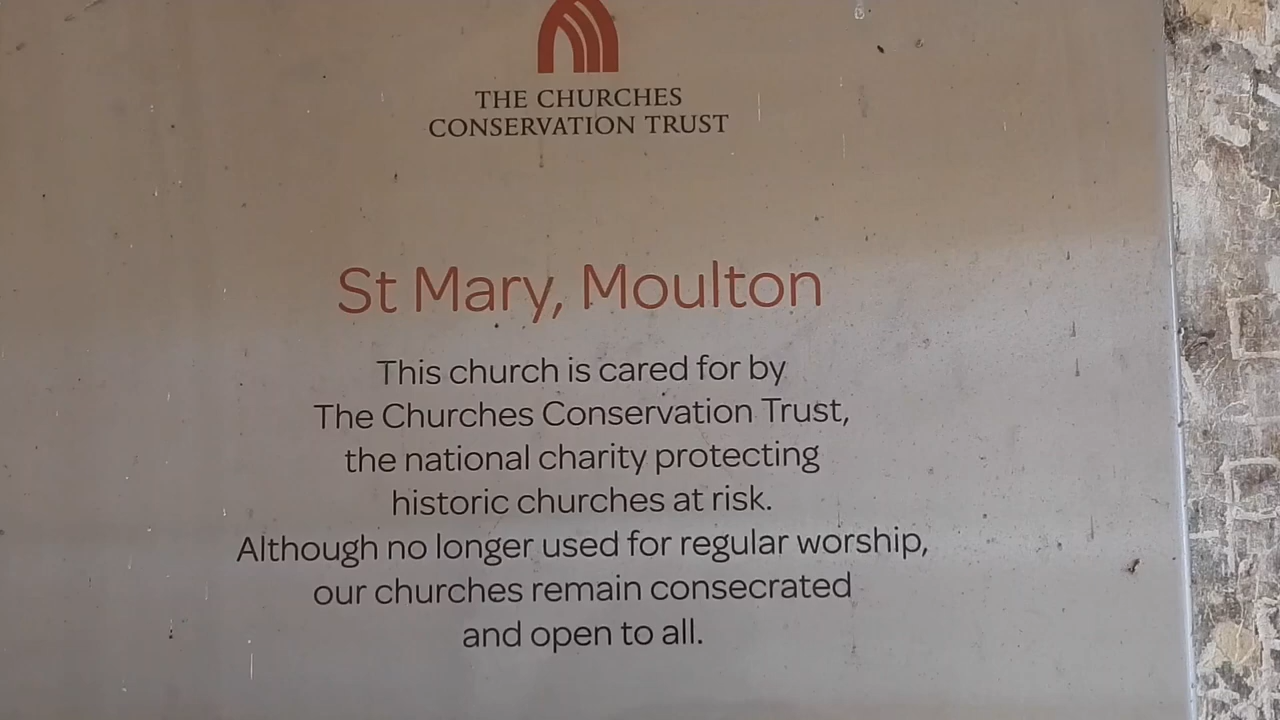 THE CHURCHES
CONSERVATION TRUST
St Mary, Moulton
This church is cared for by
The Churches Conservation Trust,
the national charity protecting
historic churches at risk.
Although no longer used for regular worship,
our churches remain consecrated
and open to all.